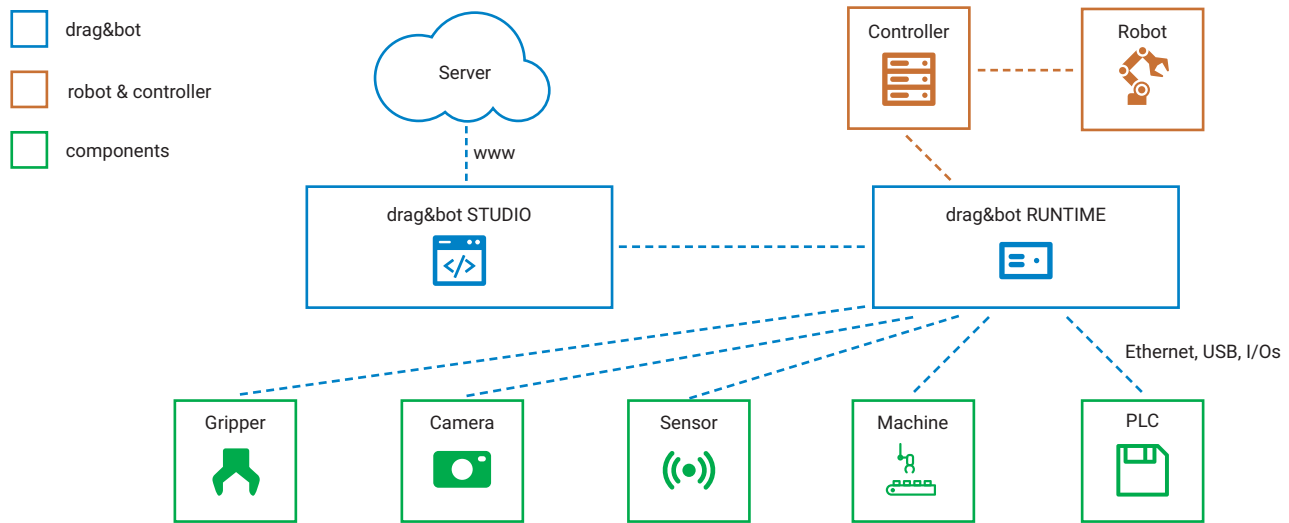 drag&bot
robot & controller
components
Server
www
Controller
Robot
drag&bot STUDIO
drag&bot RUNTIME
Ethernet, USB, I/Os
Gripper
Camera
Sensor
Machine
PLC